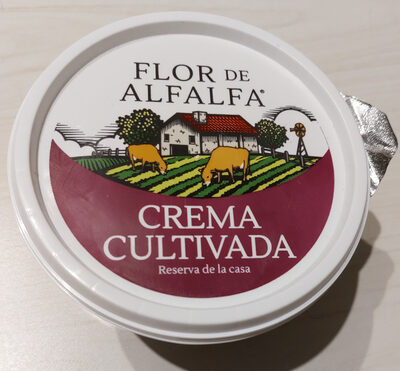 FLOR DE
ALFALFA®
CREMA
CULTIVADA
Reserva de la casa